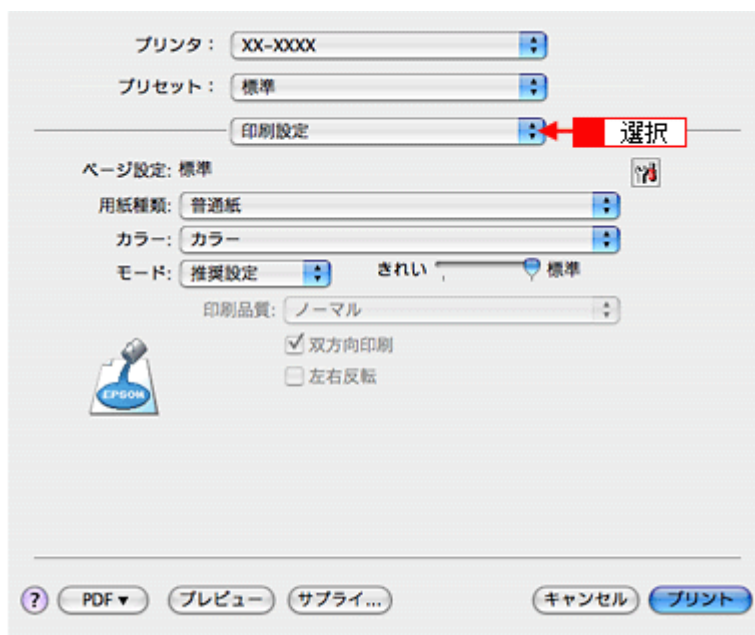 プリンタ： XX-XXXX
プリセット： 標準
印刷設定 選択
ページ設定: 標準
用紙種類: 普通紙
カラー: カラー
モード: 推奨設定 きれい 標準
印刷品質: ノーマル
双方向印刷
左右反転
EPSON
? PDF▼ プレビュー サプライ... キャンセル プリント